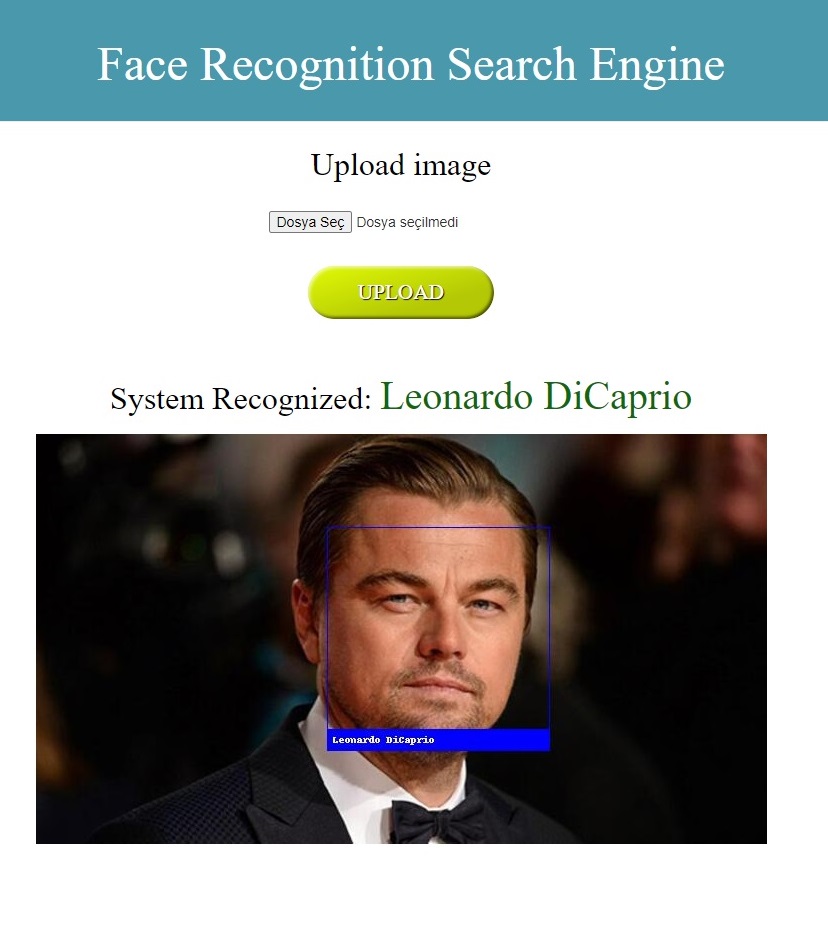 Face Recognition Search Engine
Upload image
Dosya Seç Dosya seçilmedi
UPLOAD
System Recognized: Leonardo DiCaprio
Leonardo DiCaprio